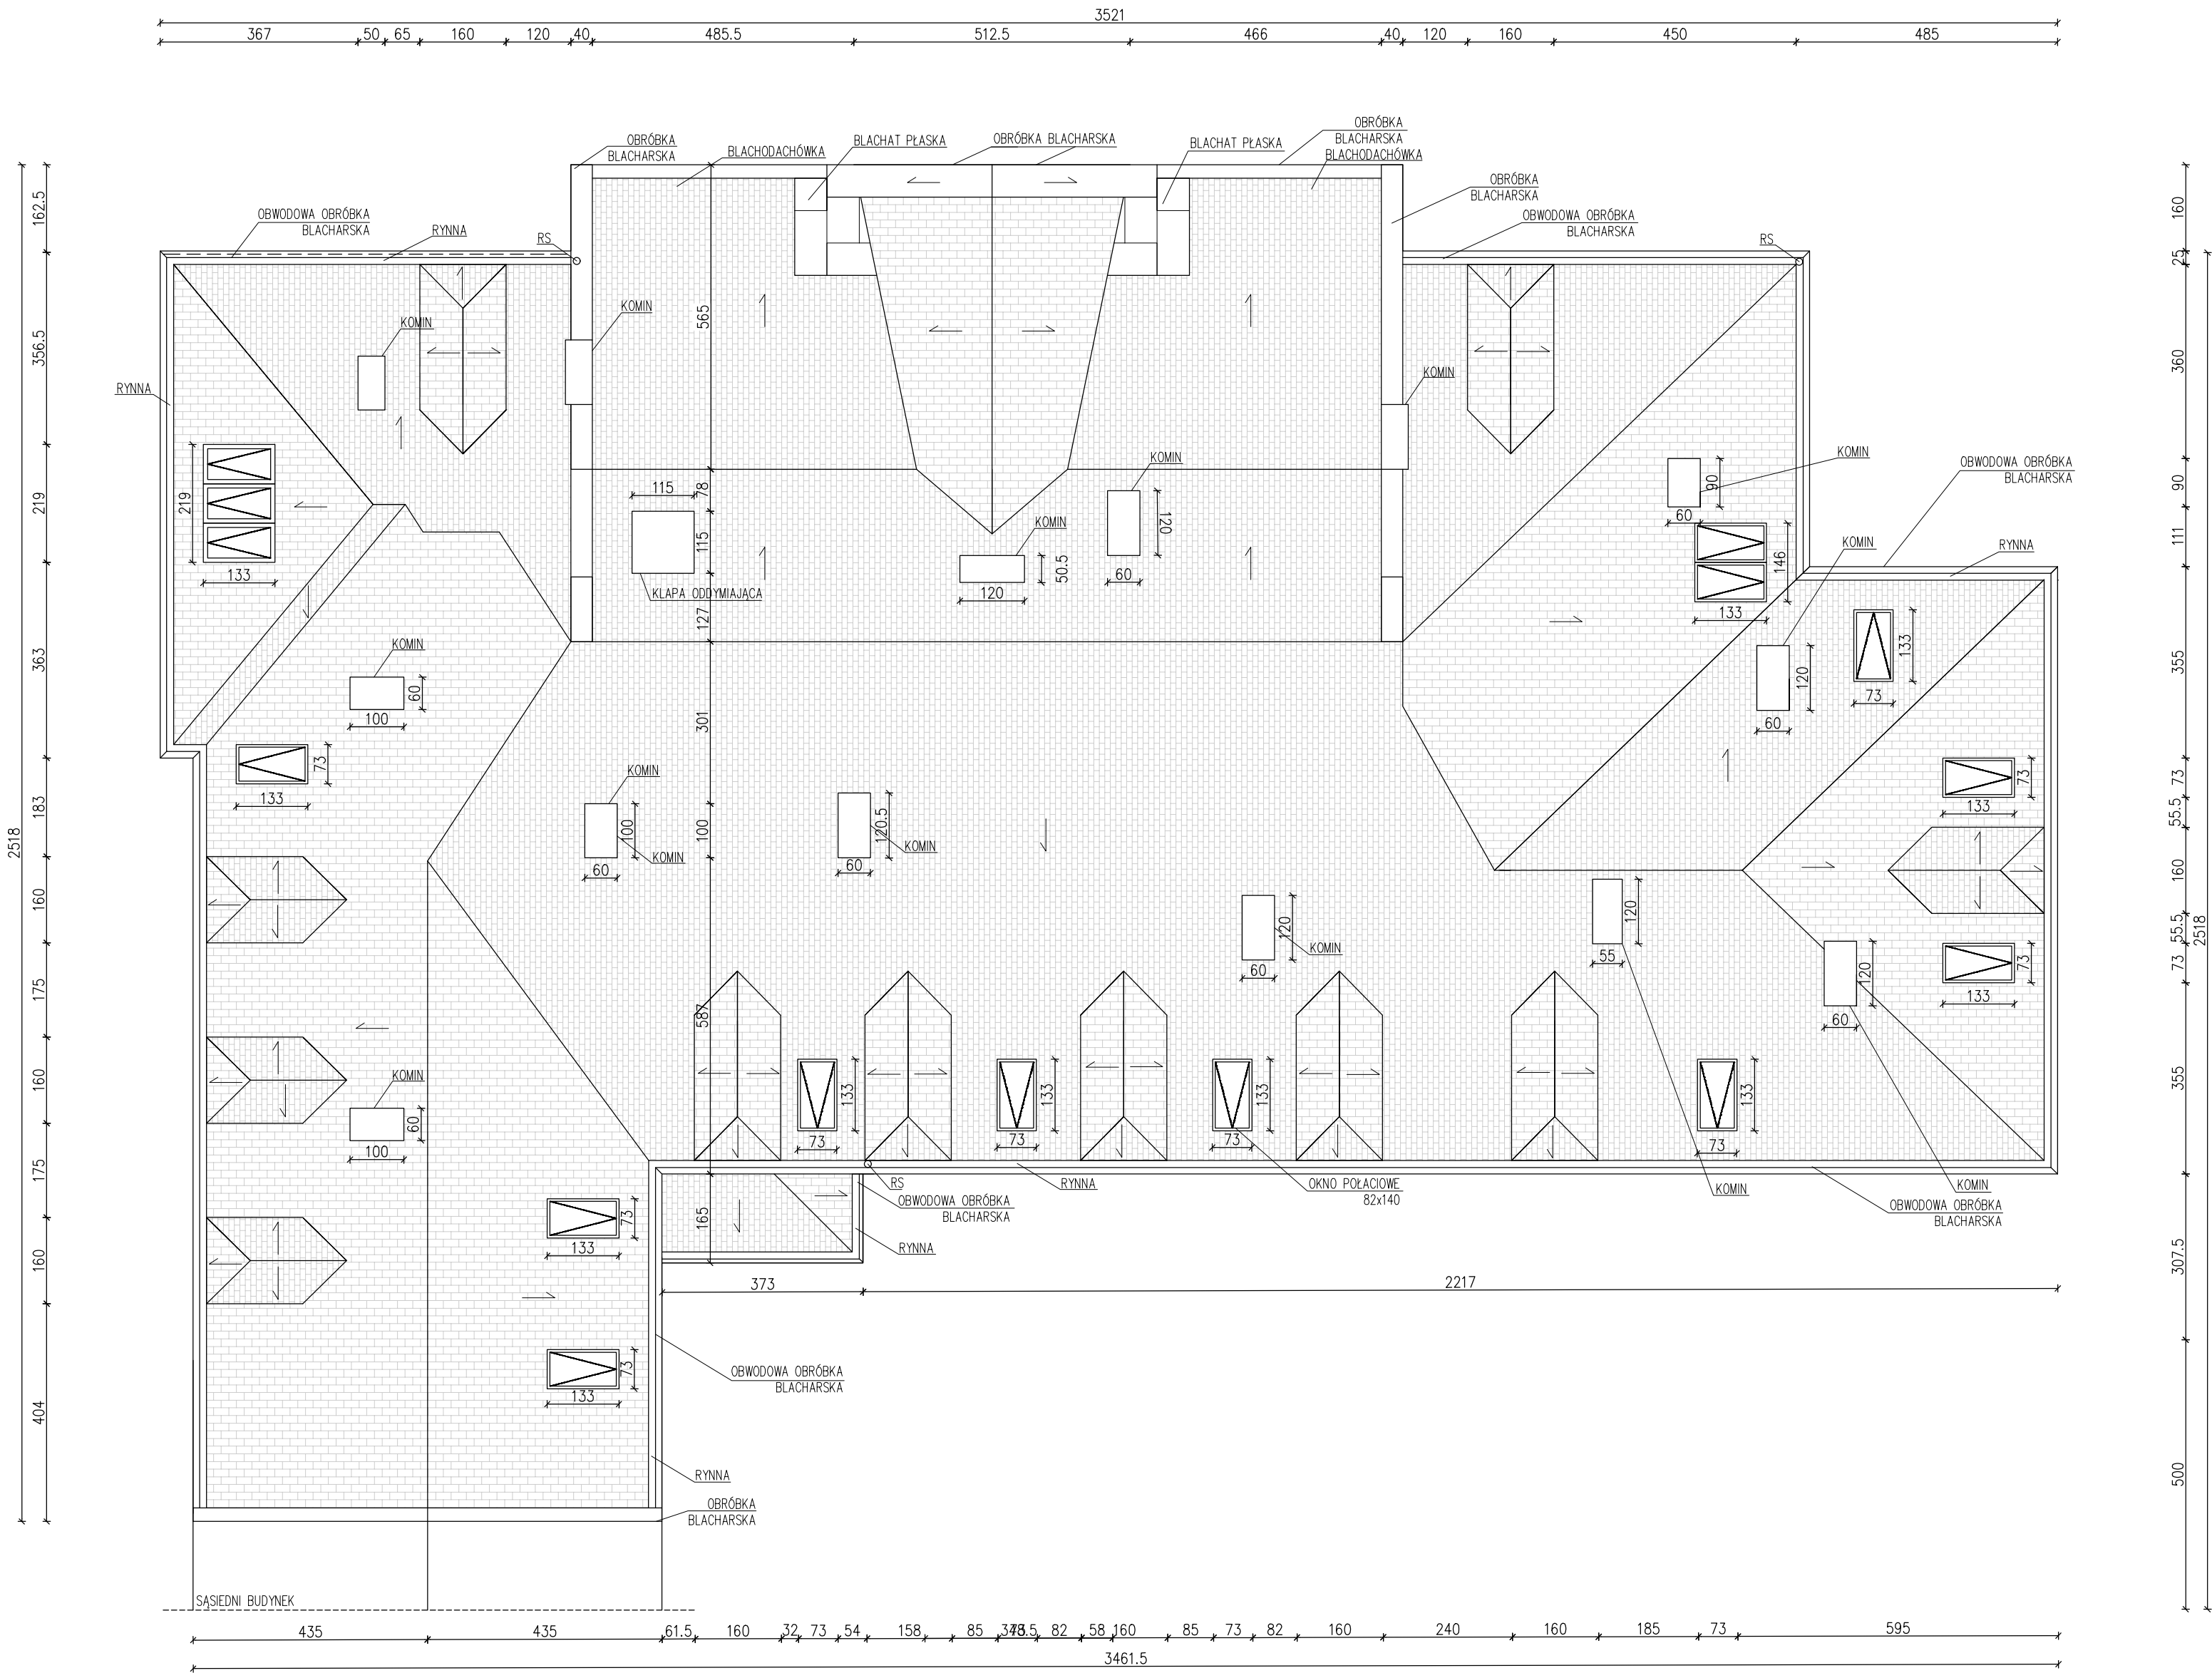 3521
367 50 65 160 120 40 485.5 512.5 466 40 120 160 450 485
OBRÓBKA
BLACHARSKA
BLACHODACHÓWKA
BLACHAT PŁASKA
OBRÓBKA BLACHARSKA
BLACHAT PŁASKA
OBRÓBKA
BLACHARSKA
BLACHODACHÓWKA
OBRÓBKA
BLACHARSKA
OBWODOWA OBRÓBKA
BLACHARSKA
RYNNA
RS
OBWODOWA OBRÓBKA
BLACHARSKA
RS
2518
162.5
356.5
219
363
183
160
175
160
175
160
404
160
25
360
90
111
355
73
55.5
160
55.5
73
355
307.5
500
2518
RYNNA
KOMIN
KOMIN
KOMIN
565
78
115
127
301
100
587
165
219
133
115
KLAPA ODDYMIAJĄCA
KOMIN
120
60
KOMIN
50.5
120
KOMIN
90
60
146
133
OBWODOWA OBRÓBKA
BLACHARSKA
KOMIN
RYNNA
120
60
133
73
KOMIN
60
100
73
133
KOMIN
100
KOMIN
60
120.5
KOMIN
60
73
133
120
KOMIN
60
120
55
120
60
73
133
KOMIN
60
100
133
73
133
73
133
73
133
73
RS
OBWODOWA OBRÓBKA
BLACHARSKA
RYNNA
RYNNA
OKNO POŁACIOWE
82x140
KOMIN
KOMIN
OBWODOWA OBRÓBKA
BLACHARSKA
73
133
373
2217
73
133
OBWODOWA OBRÓBKA
BLACHARSKA
RYNNA
OBRÓBKA
BLACHARSKA
SĄSIEDNI BUDYNEK
435 435 61.5 160 32 73 54 158 85 82 58 160 85 73 82 160 240 160 185 73 595
3461.5